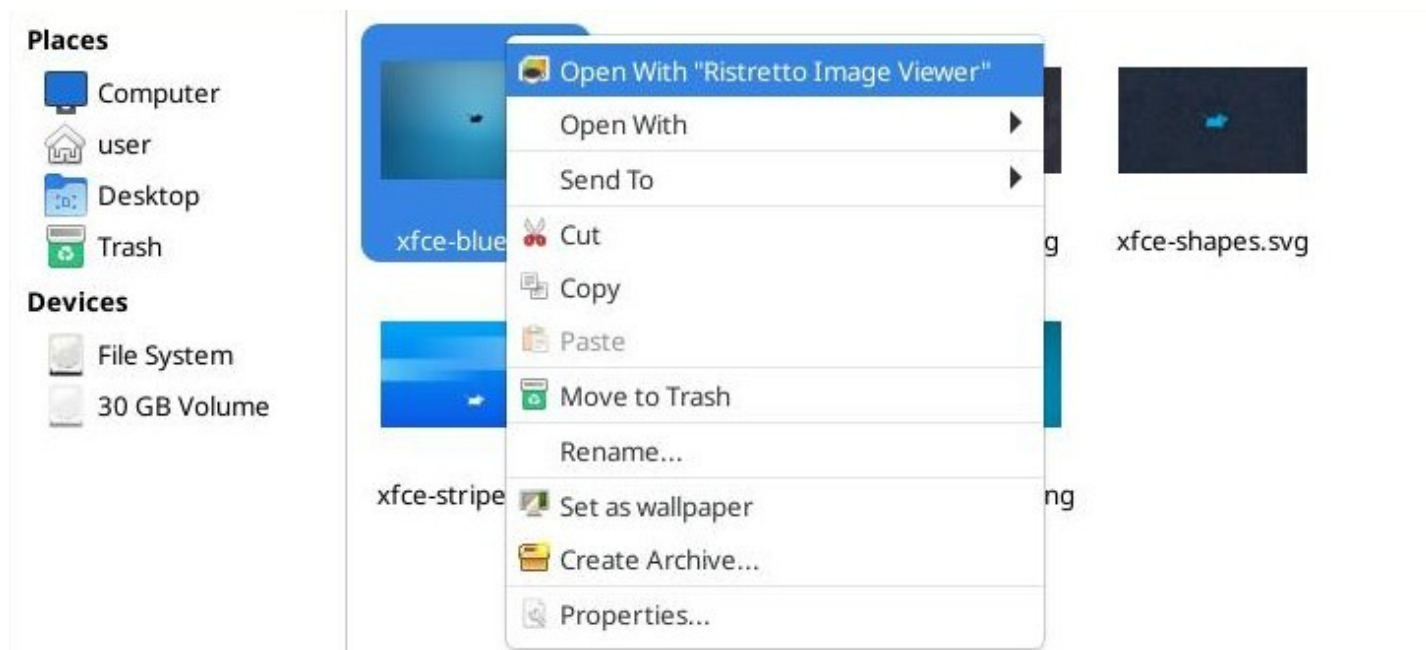 Places
Computer
user
Desktop
Trash
Devices
File System
30 GB Volume
xfce-blue
g
xfce-shapes.svg
xfce-stripe
ng
Open With "Ristretto Image Viewer"
Open With
Send To
Cut
Copy
Paste
Move to Trash
Rename...
Set as wallpaper
Create Archive...
Properties...